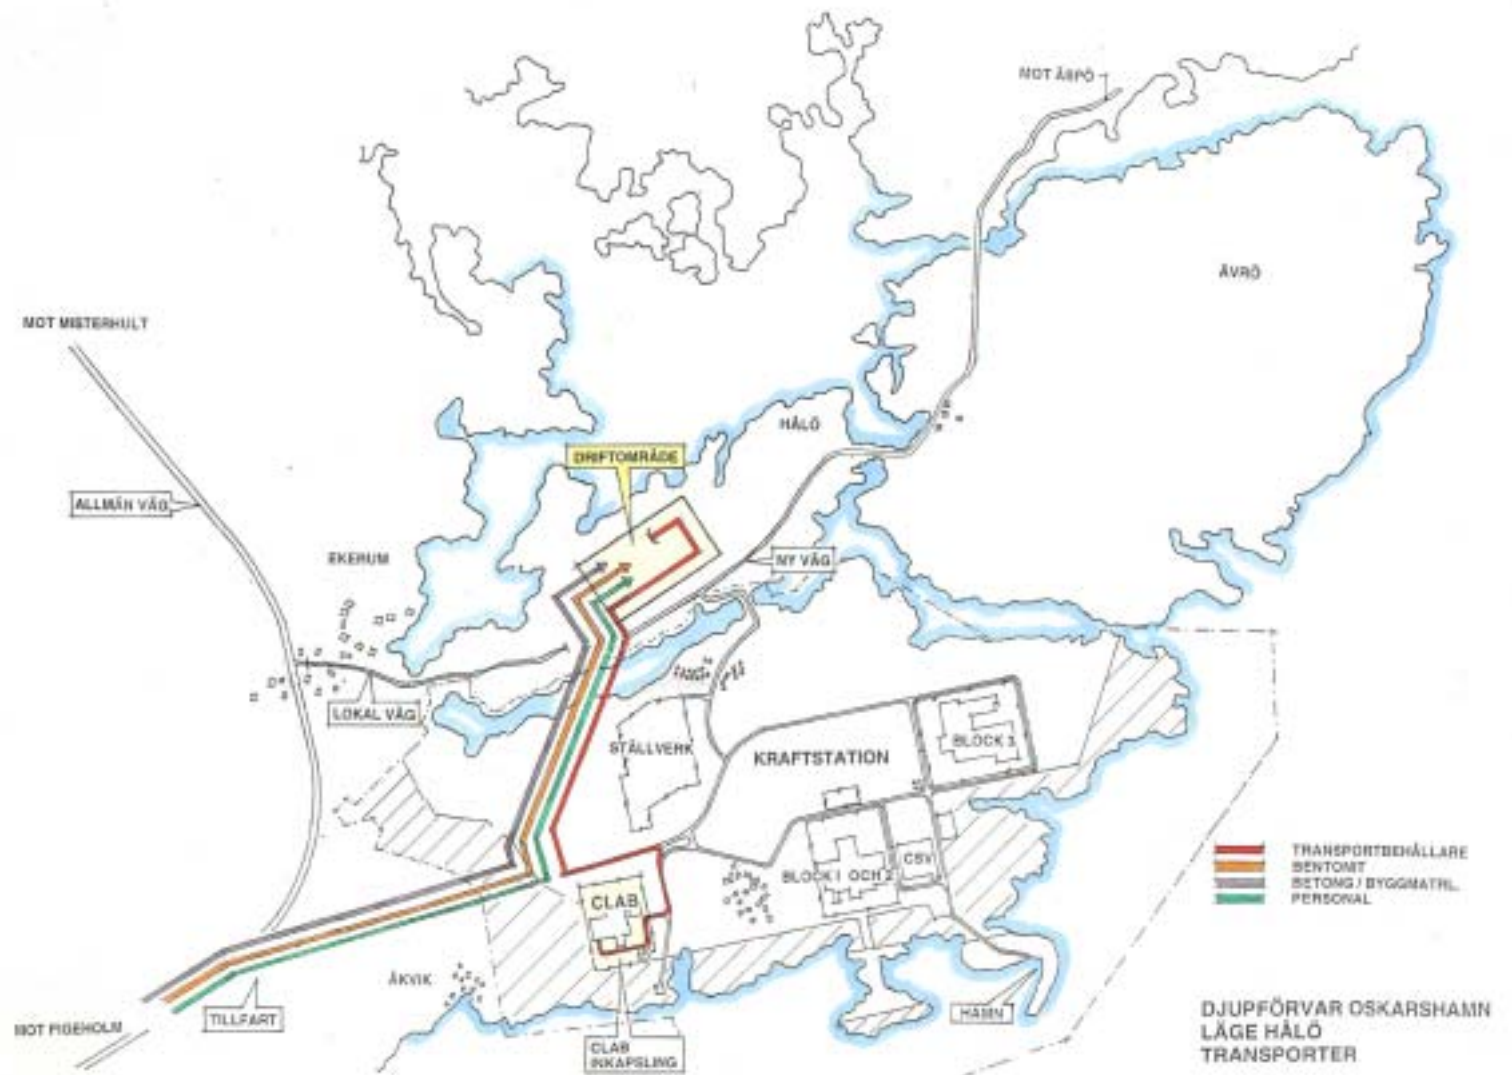 MOT ÄSPÖ
ÄVRÖ
MOT MISTERHULT
HÅLÖ
DRIFTOMRÅDE
ALLMÄN VÄG
EKERUM
NY VÄG
LOKAL VÄG
STÄLLVERK
KRAFTSTATION
BLOCK 3
TRANSPORTBEHÅLLARE
BENTONIT
BETONG / BYGGMATRL.
PERSONAL
CSV
BLOCK 1 OCH 2
CLAB
ÅKVIK
TILLFART
MOT FIGEHOLM
HAMN
CLAB
INKAPSLING
DJUPFÖRVAR OSKARSHAMN
LÄGE HÅLÖ
TRANSPORTER